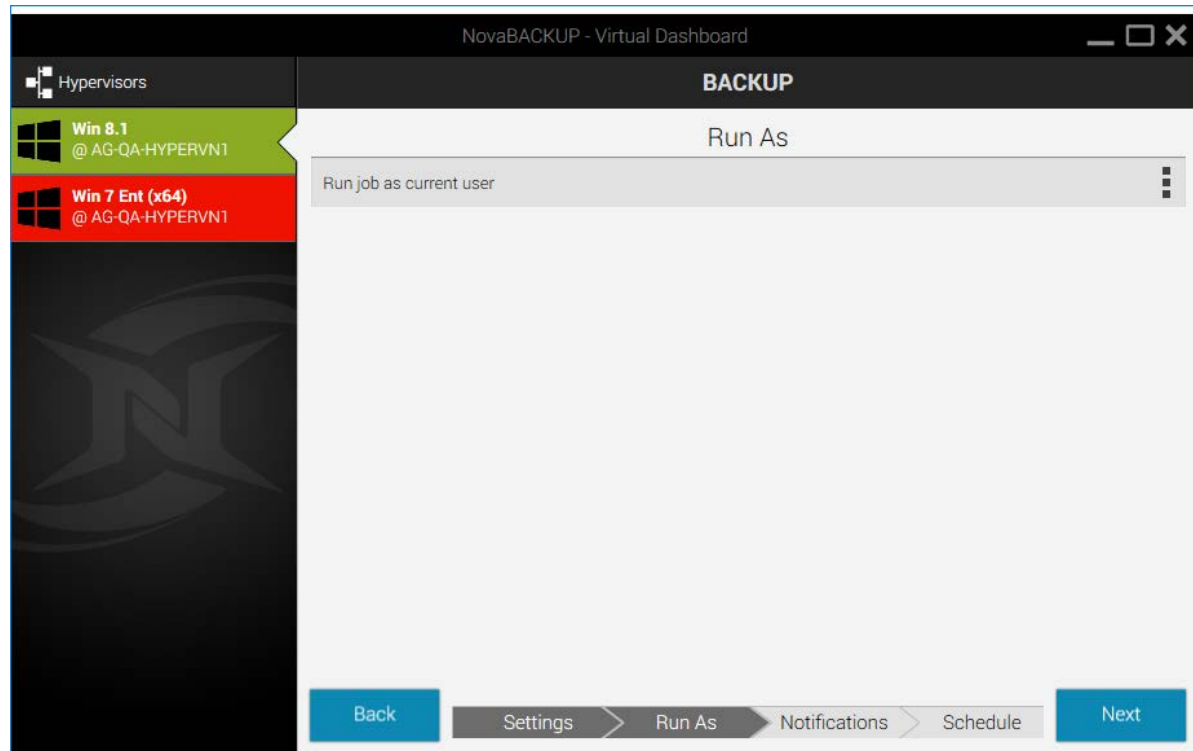 NovaBACKUP - Virtual Dashboard
Hypervisors
BACKUP
Win 8.1
@ AG-QA-HYPERVN1
Run As
Win 7 Ent (x64)
@ AG-QA-HYPERVN1
Run job as current user
N
Back
Settings
Run As
Notifications
Schedule
Next